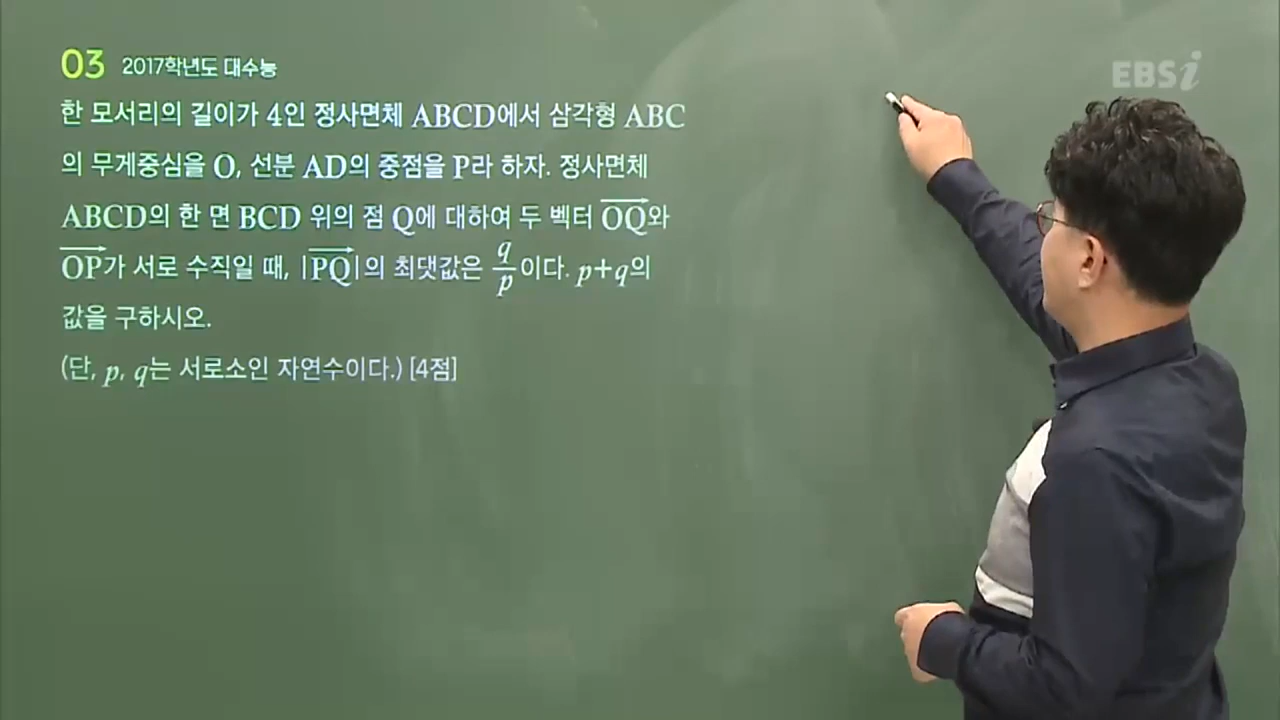 03 2017학년도 대수능
EBSi
한 모서리의 길이가 4인 정사면체 ABCD에서 삼각형 ABC
의 무게중심을 O, 선분 AD의 중점을 P라 하자. 정사면체
ABCD의 한 면 BCD 위의 점 Q에 대하여 두 벡터 \overrightarrow{OQ}와
\overrightarrow{OP}가 서로 수직일 때, |\overrightarrow{PQ}|의 최댓값은 \frac{q}{p}이다. p+q의
값을 구하시오.
(단, p, q는 서로소인 자연수이다.) [4점]